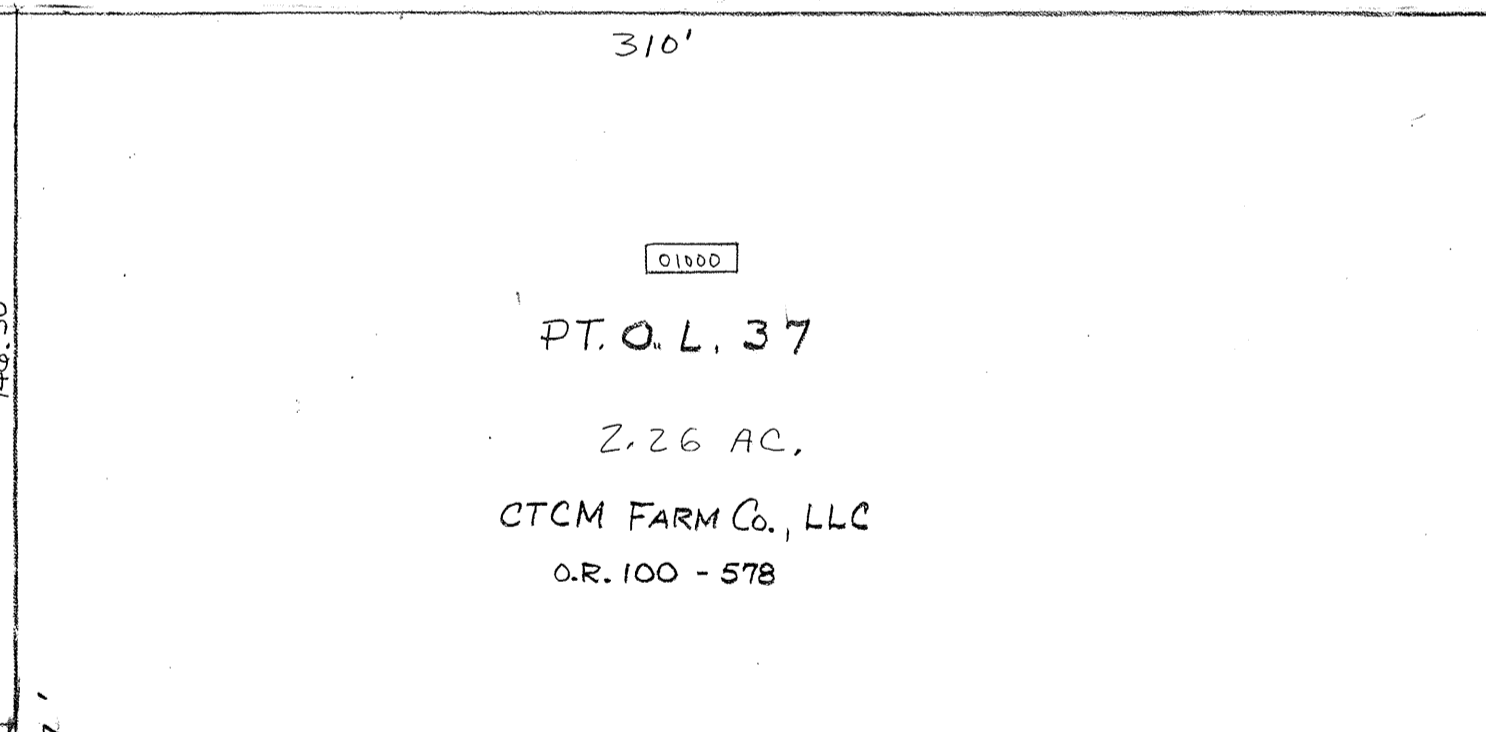 310'
01000
PT. O.L. 37
2.26 AC.
CTCM FARM CO., LLC
O.R. 100 - 578